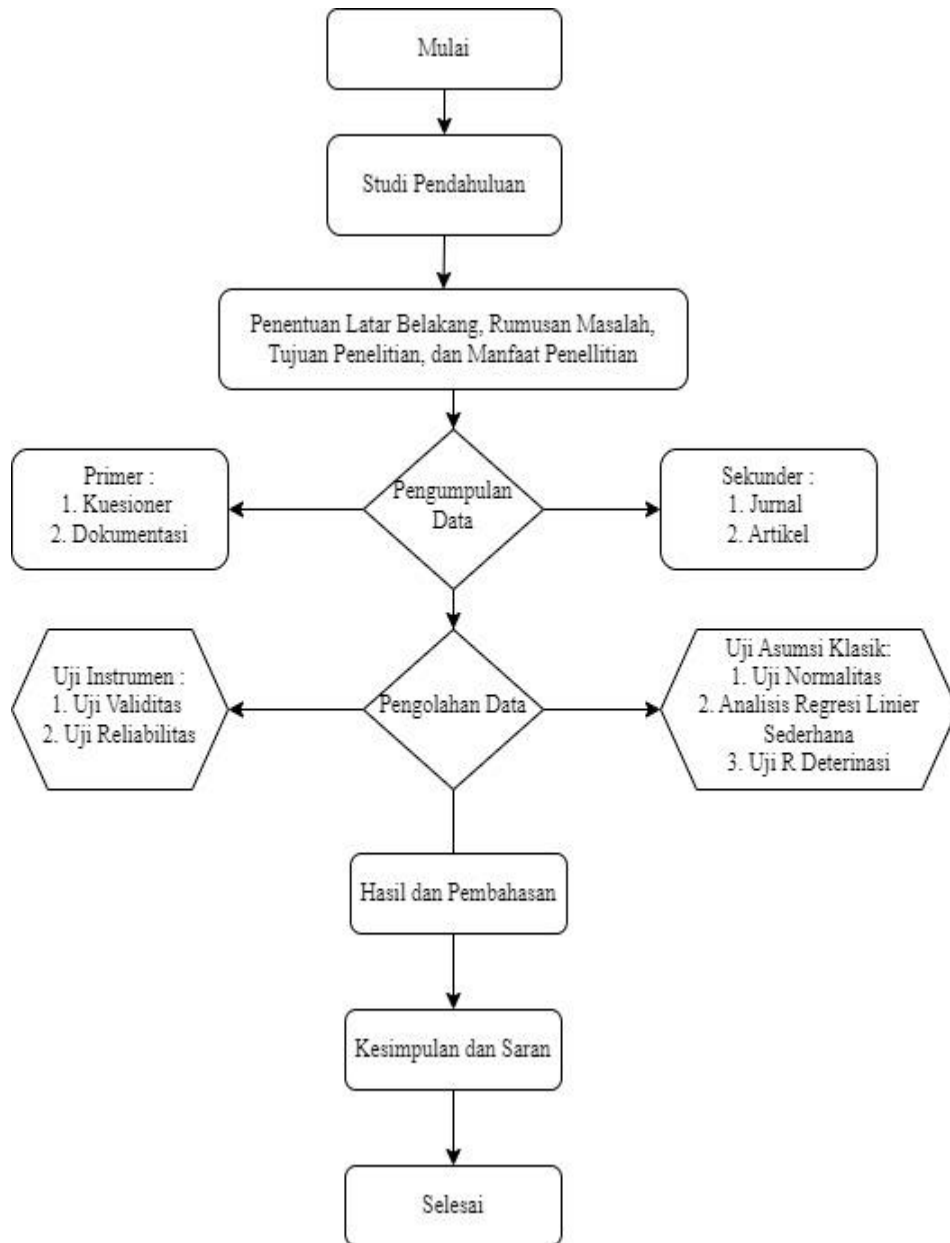 Mulai
Studi Pendahuluan
Penentuan Latar Belakang, Rumusan Masalah,
Tujuan Penelitian, dan Manfaat Penellitian
Primer :
1. Kuesioner
2. Dokumentasi
Pengumpulan
Data
Sekunder :
1. Jurnal
2. Artikel
Uji Instrumen :
1. Uji Validitas
2. Uji Reliabilitas
Pengolahan Data
Uji Asumsi Klasik:
1. Uji Normalitas
2. Analisis Regresi Linier
Sederhana
3. Uji R Deterinasi
Hasil dan Pembahasan
Kesimpulan dan Saran
Selesai